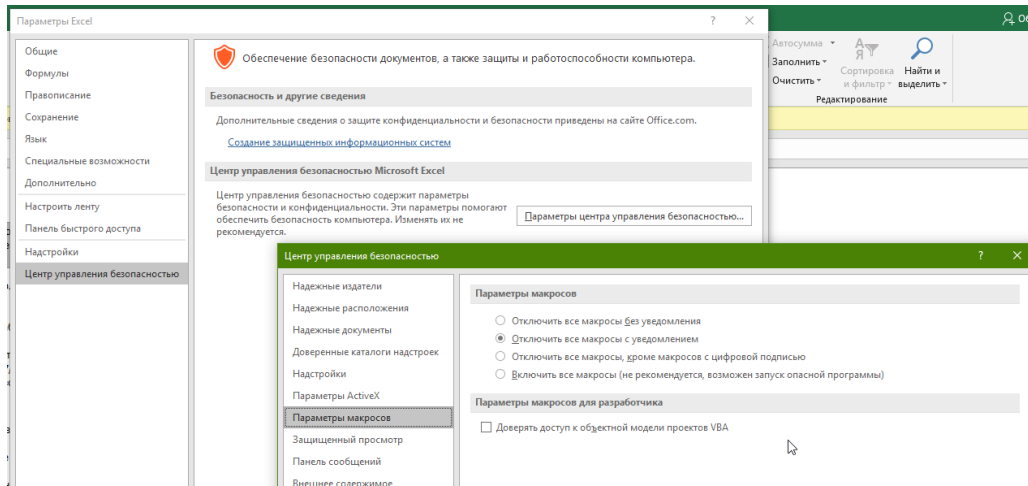 Параметры Excel
?
Общие
Формулы
Правописание
Сохранение
Язык
Специальные возможности
Дополнительно
Настроить ленту
Панель быстрого доступа
Надстройки
Центр управления безопасностью
Обеспечение безопасности документов, а также защиты и работоспособности компьютера.
Безопасность и другие сведения
Дополнительные сведения о защите конфиденциальности и безопасности приведены на сайте Office.com.
Создание защищенных информационных систем
Центр управления безопасностью Microsoft Excel
Центр управления безопасностью содержит параметры
безопасности и конфиденциальности. Эти параметры помогают
обеспечить безопасность компьютера. Изменять их не
рекомендуется.
Параметры центра управления безопасностью...
Автосумма
Заполнить
Очистить
Сортировка
и фильтр
Найти и
выделить
Редактирование
Центр управления безопасностью
?
Надежные издатели
Надежные расположения
Надежные документы
Доверенные каталоги надстроек
Надстройки
Параметры ActiveX
Параметры макросов
Защищенный просмотр
Панель сообщений
Внешнее содержимое
Параметры макросов
Отключить все макросы без уведомления
Отключить все макросы с уведомлением
Отключить все макросы, кроме макросов с цифровой подписью
Включить все макросы (не рекомендуется, возможен запуск опасной программы)
Параметры макросов для разработчика
Доверять доступ к объектной модели проектов VBA